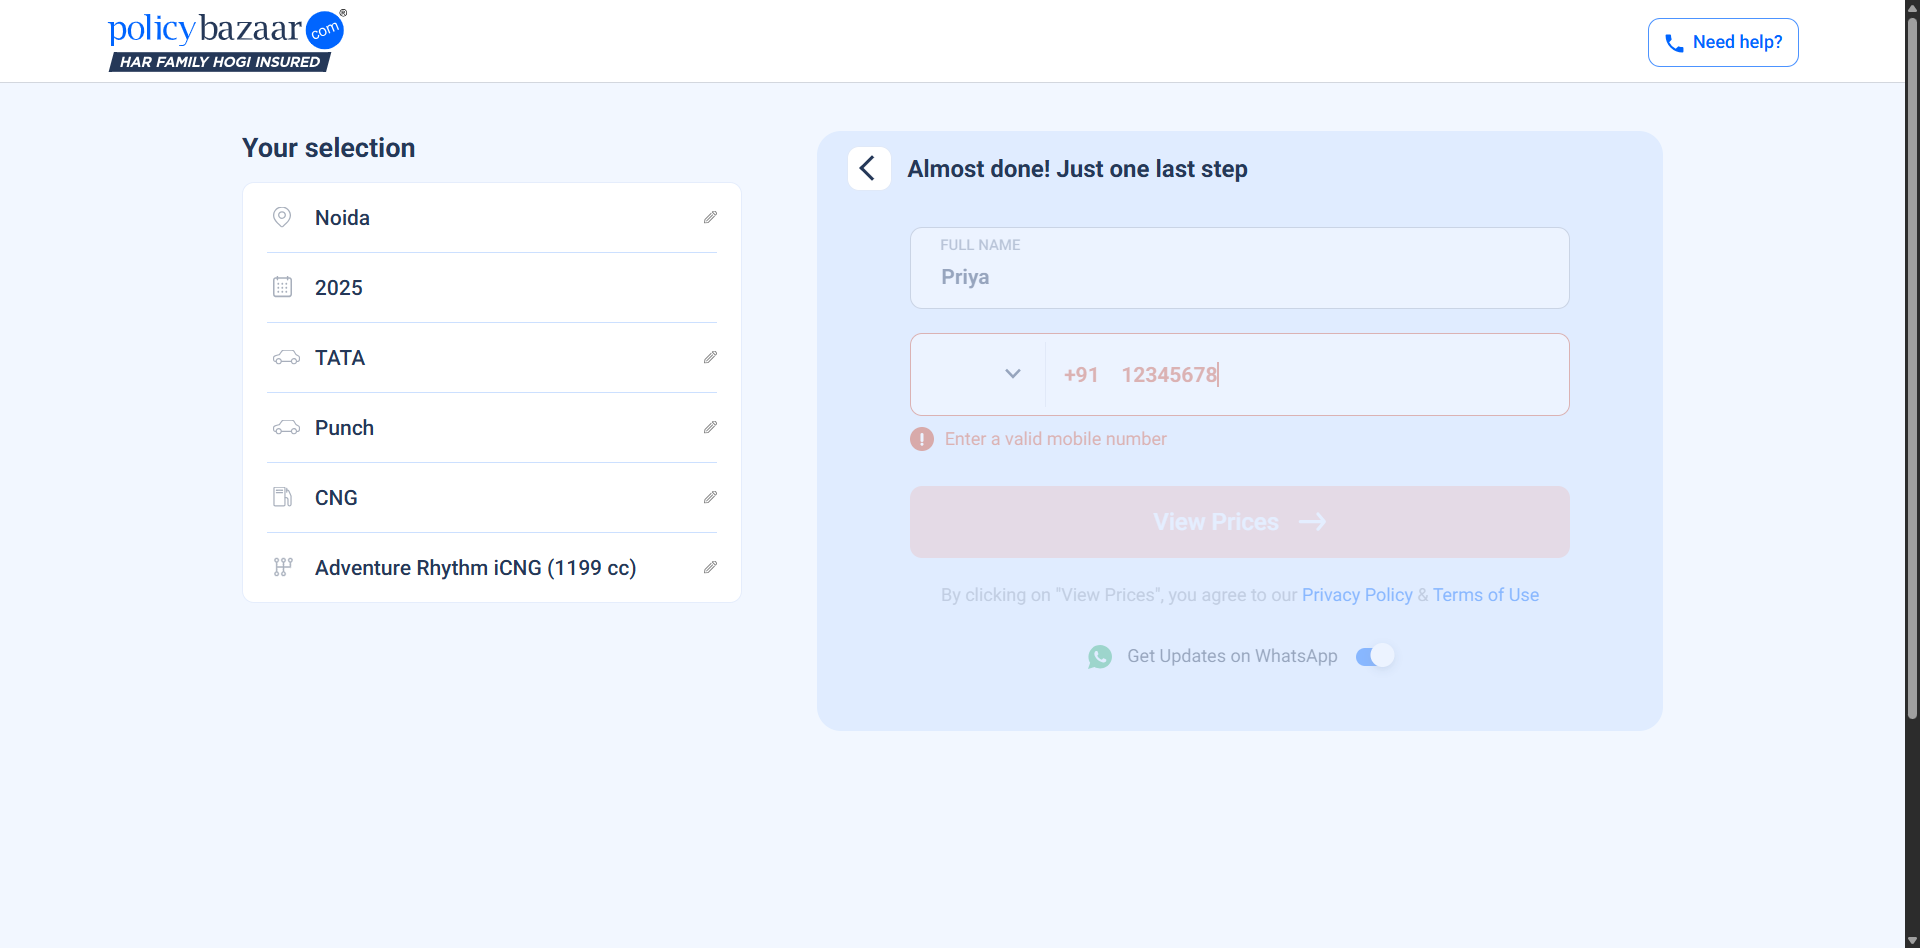 policybazaar com ®
HAR FAMILY HOGI INSURED
Need help?
Your selection
Noida
2025
TATA
Punch
CNG
Adventure Rhythm iCNG (1199 cc)
Almost done! Just one last step
FULL NAME
Priya
+91 12345678
! Enter a valid mobile number
View Prices →
By clicking on "View Prices", you agree to our Privacy Policy & Terms of Use
Get Updates on WhatsApp